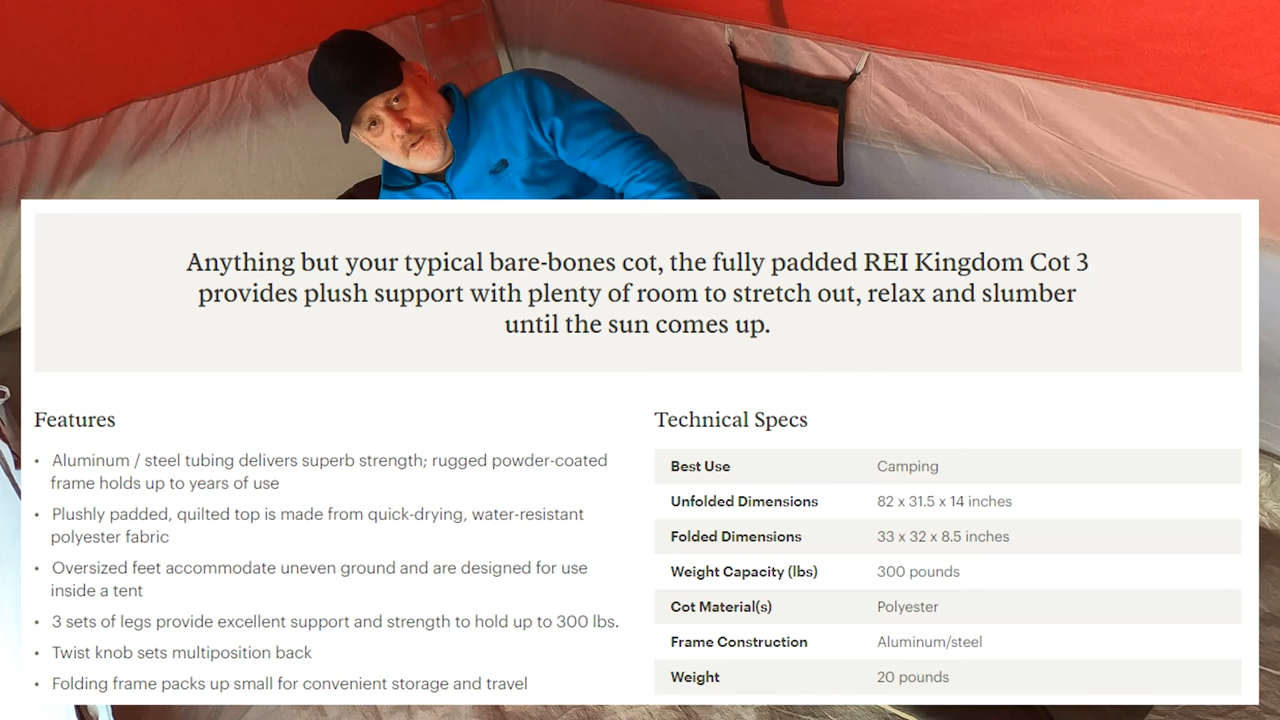 Anything but your typical bare-bones cot, the fully padded REI Kingdom Cot 3
provides plush support with plenty of room to stretch out, relax and slumber
until the sun comes up.
Features
• Aluminum / steel tubing delivers superb strength; rugged powder-coated
frame holds up to years of use
• Plushly padded, quilted top is made from quick-drying, water-resistant
polyester fabric
• Oversized feet accommodate uneven ground and are designed for use
inside a tent
• 3 sets of legs provide excellent support and strength to hold up to 300 lbs.
• Twist knob sets multiposition back
• Folding frame packs up small for convenient storage and travel
Technical Specs
Best Use Camping
Unfolded Dimensions 82 x 31.5 x 14 inches
Folded Dimensions 33 x 32 x 8.5 inches
Weight Capacity (lbs) 300 pounds
Cot Material(s) Polyester
Frame Construction Aluminum/steel
Weight 20 pounds